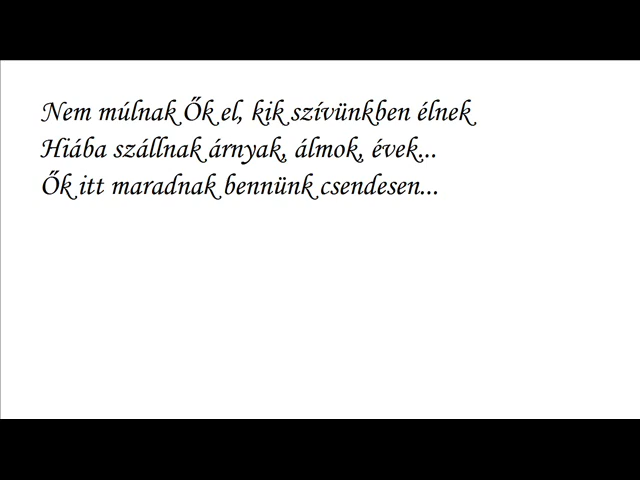 Nem múlnak Ők el, kik szívünkben élnek
Hiába szállnak árnyak, álmok, évek...
Ők itt maradnak bennünk csendesen...